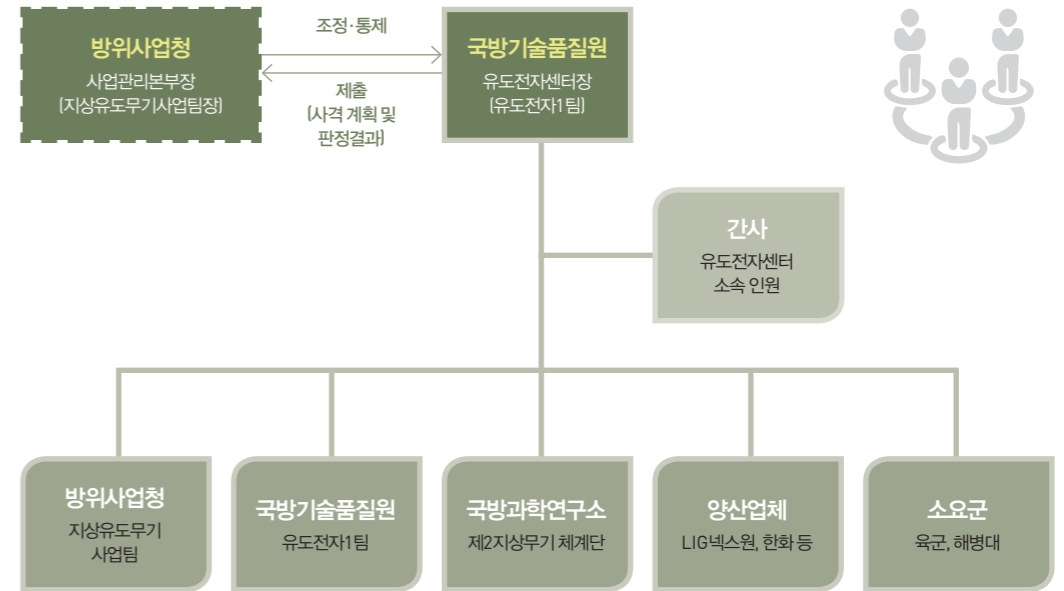 방위사업청
사업관리본부장
(지상유도무기사업팀장)
조정·통제
제출
(사격 계획 및
판정결과)
국방기술품질원
유도전자센터장
(유도전자1팀)
간사
유도전자센터
소속 인원
방위사업청
지상유도무기
사업팀
국방기술품질원
유도전자1팀
국방과학연구소
제2지상무기 체계단
양산업체
LIG넥스원, 한화 등
소요군
육군, 해병대